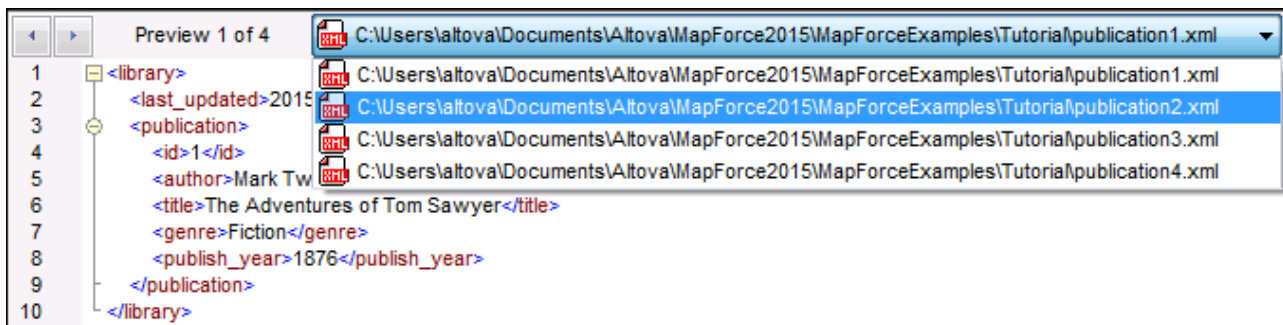 Preview 1 of 4 C:\Users\altova\Documents\Altova\MapForce2015\MapForceExamples\Tutorial\publication1.xml
C:\Users\altova\Documents\Altova\MapForce2015\MapForceExamples\Tutorial\publication1.xml
C:\Users\altova\Documents\Altova\MapForce2015\MapForceExamples\Tutorial\publication2.xml
C:\Users\altova\Documents\Altova\MapForce2015\MapForceExamples\Tutorial\publication3.xml
C:\Users\altova\Documents\Altova\MapForce2015\MapForceExamples\Tutorial\publication4.xml
1 <library>
2 <last_updated>2015
3 <publication>
4 <id>1</id>
5 <author>Mark Tw
6 <title>The Adventures of Tom Sawyer</title>
7 <genre>Fiction</genre>
8 <publish_year>1876</publish_year>
9 </publication>
10 </library>